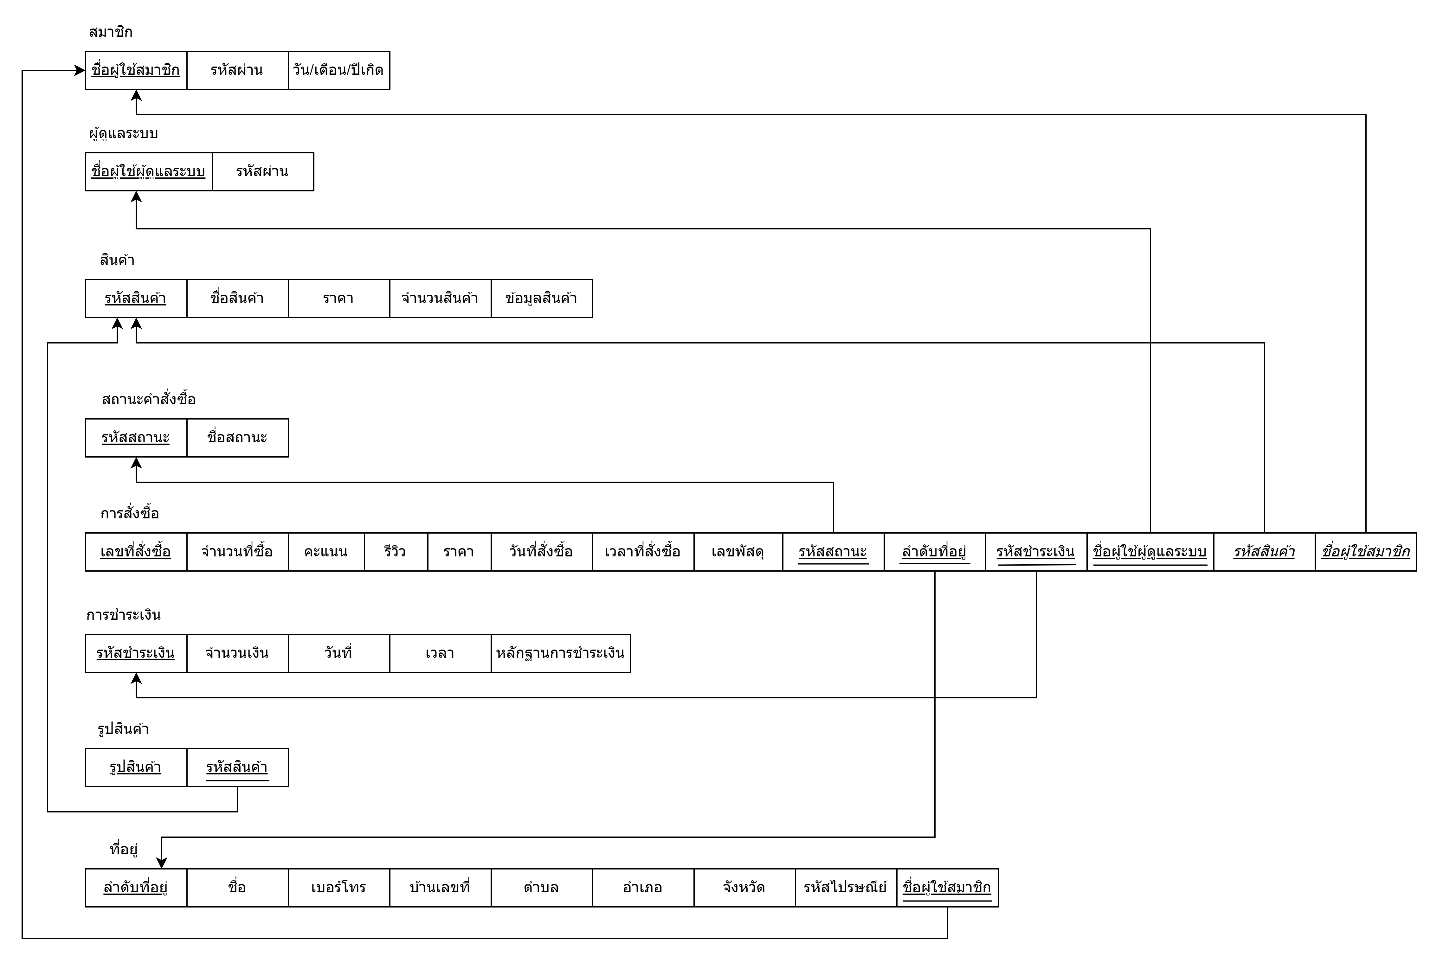 สมาชิก
ชื่อผู้ใช้สมาชิก รหัสผ่าน วัน/เดือน/ปีเกิด
ผู้ดูแลระบบ
ชื่อผู้ใช้ผู้ดูแลระบบ รหัสผ่าน
สินค้า
รหัสสินค้า ชื่อสินค้า ราคา จำนวนสินค้า ข้อมูลสินค้า
สถานะคำสั่งซื้อ
รหัสสถานะ ชื่อสถานะ
การสั่งซื้อ
เลขที่สั่งซื้อ จำนวนที่ซื้อ คะแนน รีวิว ราคา วันที่สั่งซื้อ เวลาที่สั่งซื้อ เลขพัสดุ รหัสสถานะ ลำดับที่อยู่ รหัสชำระเงิน ชื่อผู้ใช้ผู้ดูแลระบบ รหัสสินค้า ชื่อผู้ใช้สมาชิก
การชำระเงิน
รหัสชำระเงิน จำนวนเงิน วันที่ เวลา หลักฐานการชำระเงิน
รูปสินค้า
รูปสินค้า รหัสสินค้า
ที่อยู่
ลำดับที่อยู่ ชื่อ เบอร์โทร บ้านเลขที่ ตำบล อำเภอ จังหวัด รหัสไปรษณีย์ ชื่อผู้ใช้สมาชิก